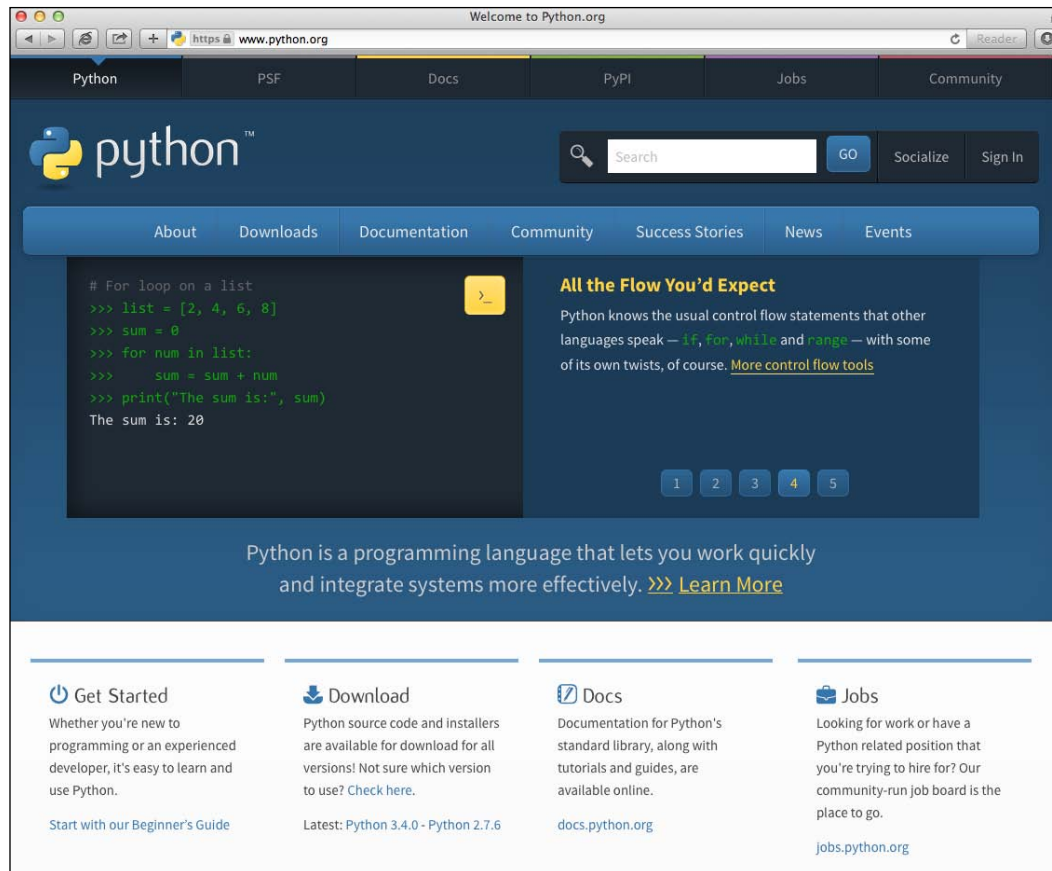 Welcome to Python.org
https www.python.org
Reader
Python PSF Docs PyPI Jobs Community
python™
Search GO Socialize Sign In
About Downloads Documentation Community Success Stories News Events
# For loop on a list
>>> list = [2, 4, 6, 8]
>>> sum = 0
>>> for num in list:
>>>     sum = sum + num
>>> print("The sum is:", sum)
The sum is: 20
>_
All the Flow You’d Expect
Python knows the usual control flow statements that other
languages speak — if, for, while and range — with some
of its own twists, of course. More control flow tools
1 2 3 4 5
Python is a programming language that lets you work quickly
and integrate systems more effectively. >>> Learn More
Get Started
Whether you're new to
programming or an experienced
developer, it's easy to learn and
use Python.
Start with our Beginner's Guide
Download
Python source code and installers
are available for download for all
versions! Not sure which version
to use? Check here.
Latest: Python 3.4.0 - Python 2.7.6
Docs
Documentation for Python's
standard library, along with
tutorials and guides, are
available online.
docs.python.org
Jobs
Looking for work or have a
Python related position that
you're trying to hire for? Our
community-run job board is the
place to go.
jobs.python.org